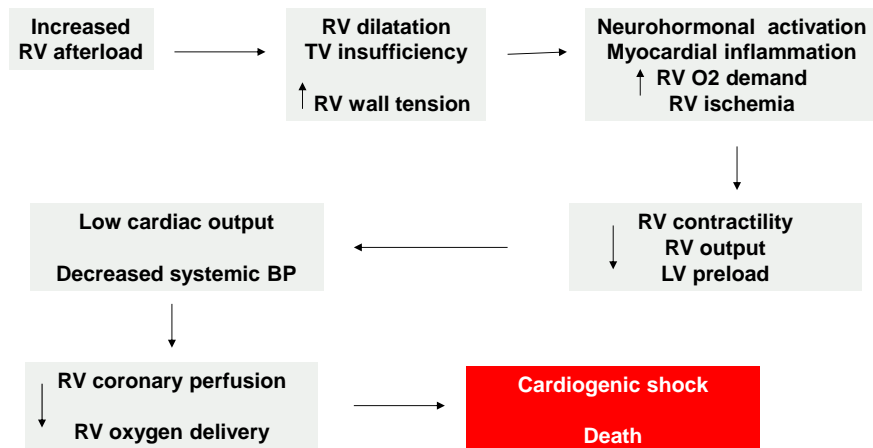 Increased
RV afterload
RV dilatation
TV insufficiency
RV wall tension
Neurohormonal activation
Myocardial inflammation
RV O2 demand
RV ischemia
RV contractility
RV output
LV preload
Low cardiac output
Decreased systemic BP
RV coronary perfusion
RV oxygen delivery
Cardiogenic shock
Death